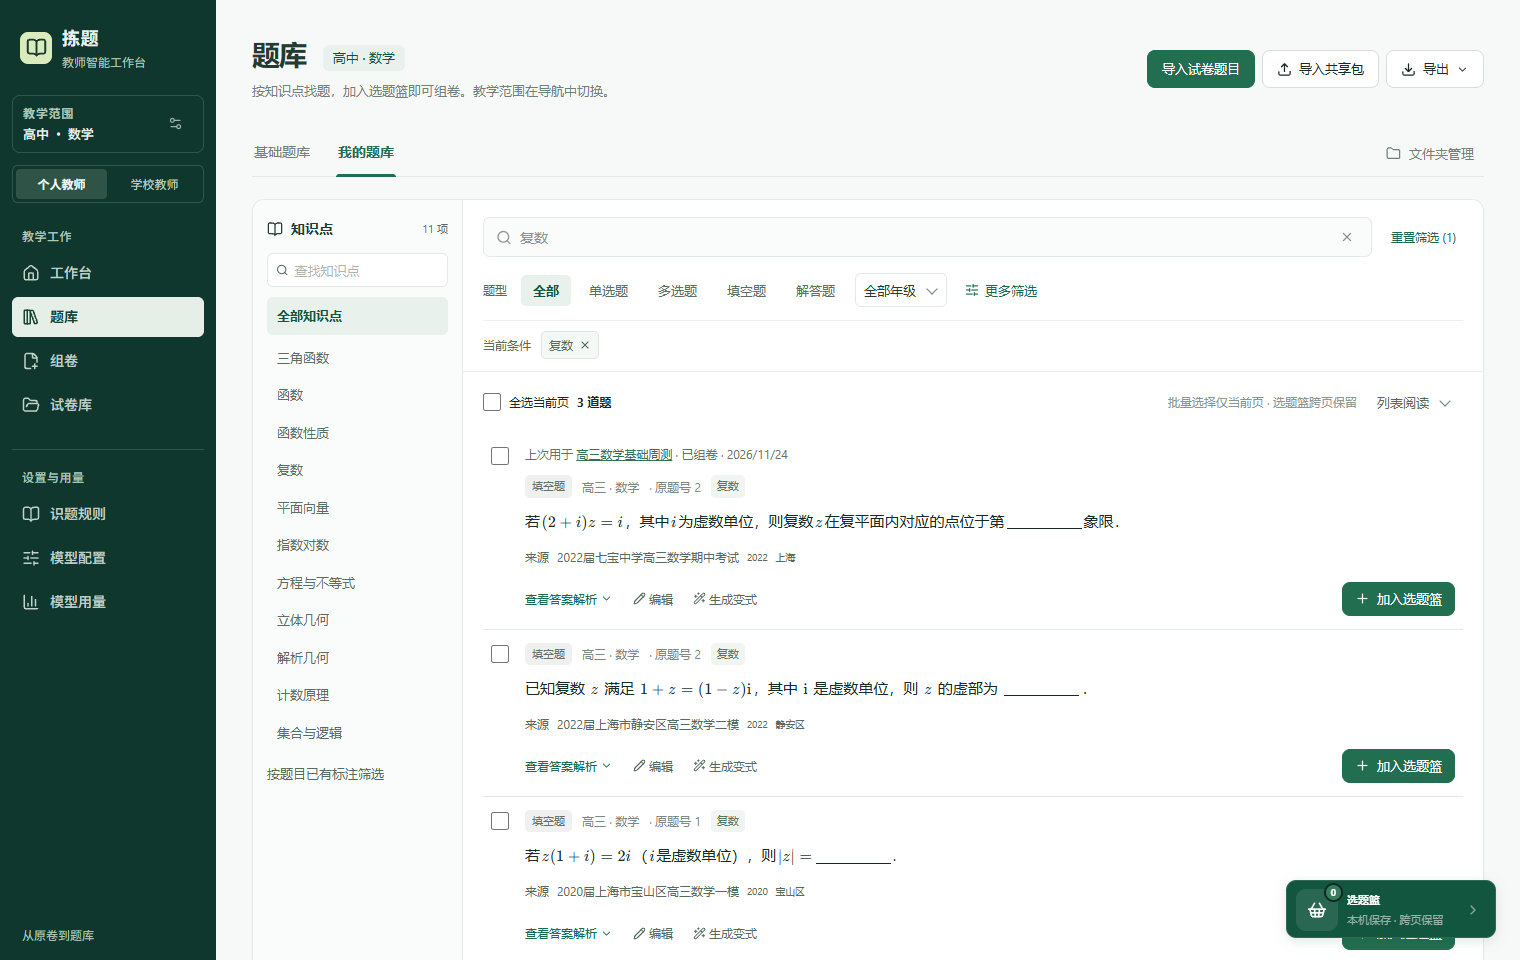 拣题
教师智能工作台
教学范围
高中 · 数学
个人教师 学校教师
教学工作
工作台
题库
组卷
试卷库
设置与用量
识题规则
模型配置
模型用量
从原卷到题库
题库 高中 · 数学
按知识点找题，加入选题篮即可组卷。教学范围在导航中切换。
导入试卷题目 导入共享包 导出
基础题库 我的题库 文件夹管理
知识点 11 项
查找知识点
全部知识点
三角函数
函数
函数性质
复数
平面向量
指数对数
方程与不等式
立体几何
解析几何
计数原理
集合与逻辑
按题目已有标注筛选
复数 重置筛选 (1)
题型 全部 单选题 多选题 填空题 解答题 全部年级 更多筛选
当前条件 复数
全选当前页 3 道题 批量选择仅当前页 · 选题篮跨页保留 列表阅读
上次用于 高三数学基础周测 · 已组卷 · 2026/11/24
填空题 高三 · 数学 · 原题号 2 复数
若(2 + i)z = i，其中i为虚数单位，则复数z在复平面内对应的点位于第__________象限.
来源 2022届七宝中学高三数学期中考试 2022 上海
查看答案解析 编辑 生成变式 + 加入选题篮
填空题 高三 · 数学 · 原题号 2 复数
已知复数 z 满足 1 + z = (1 − z)i，其中 i 是虚数单位，则 z 的虚部为 __________ .
来源 2022届上海市静安区高三数学二模 2022 静安区
查看答案解析 编辑 生成变式 + 加入选题篮
填空题 高三 · 数学 · 原题号 1 复数
若z(1 + i) = 2i（i是虚数单位），则|z| = __________.
来源 2020届上海市宝山区高三数学一模 2020 宝山区
查看答案解析 编辑 生成变式
0 选题篮
本机保存 · 跨页保留